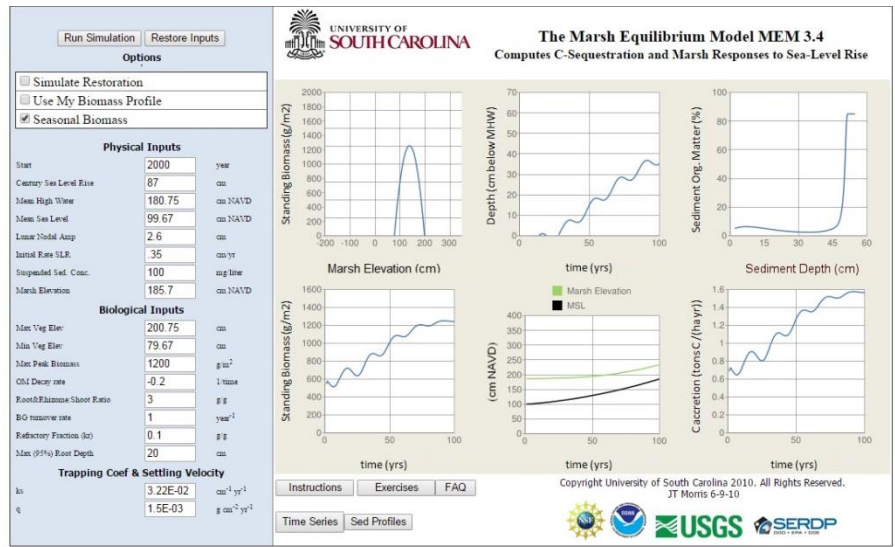 Run Simulation Restore Inputs
Options
Simulate Restoration
Use My Biomass Profile
Seasonal Biomass
Physical Inputs
Start 2000 year
Century Sea Level Rise 87 cm
Mean High Water 180.75 cm NAVD
Mean Sea Level 99.67 cm NAVD
Lunar Nodal Amp 2.6 cm
Initial Rate SLR .35 cm/yr
Suspended Sed. Conc. 100 mg/liter
Marsh Elevation 185.7 cm NAVD
Biological Inputs
Max Veg Elev 200.75 cm
Min Veg Elev 79.67 cm
Max Peak Biomass 1200 g/m²
OM Decay rate -0.2 1/time
Root&Rhizome:Shoot Ratio 3 g/g
BG turnover rate 1 year⁻¹
Refractory Fraction (kr) 0.1 g/g
Max (95%) Root Depth 20 cm
Trapping Coef & Settling Velocity
ks 3.22E-02 cm⁻¹ yr⁻¹
q 1.5E-03 g cm⁻² yr⁻¹
UNIVERSITY OF
SOUTH CAROLINA
The Marsh Equilibrium Model MEM 3.4
Computes C-Sequestration and Marsh Responses to Sea-Level Rise
Standing Biomass (g/m2)
2000
1800
1600
1400
1200
1000
800
600
400
200
0
-200 -100 0 100 200 300
Marsh Elevation (cm)
Depth (cm below MHW)
70
60
50
40
30
20
10
0
0 50 100
time (yrs)
Sediment Org. Matter (%)
100
80
60
40
20
0
0 15 30 45 60
Sediment Depth (cm)
Standing Biomass (g/m2)
1600
1400
1200
1000
800
600
400
200
0
0 50 100
time (yrs)
Marsh Elevation
MSL
(cm NAVD)
400
350
300
250
200
150
100
50
0 50 100
time (yrs)
Caccretion (tons C /(ha yr))
1.6
1.4
1.2
1
0.8
0.6
0.4
0.2
0
0 50 100
time (yrs)
Instructions Exercises FAQ
Time Series Sed Profiles
Copyright University of South Carolina 2010. All Rights Reserved.
JT Morris 6-9-10
NSF
NOAA
USGS
SERDP
DOD • EPA • DOE